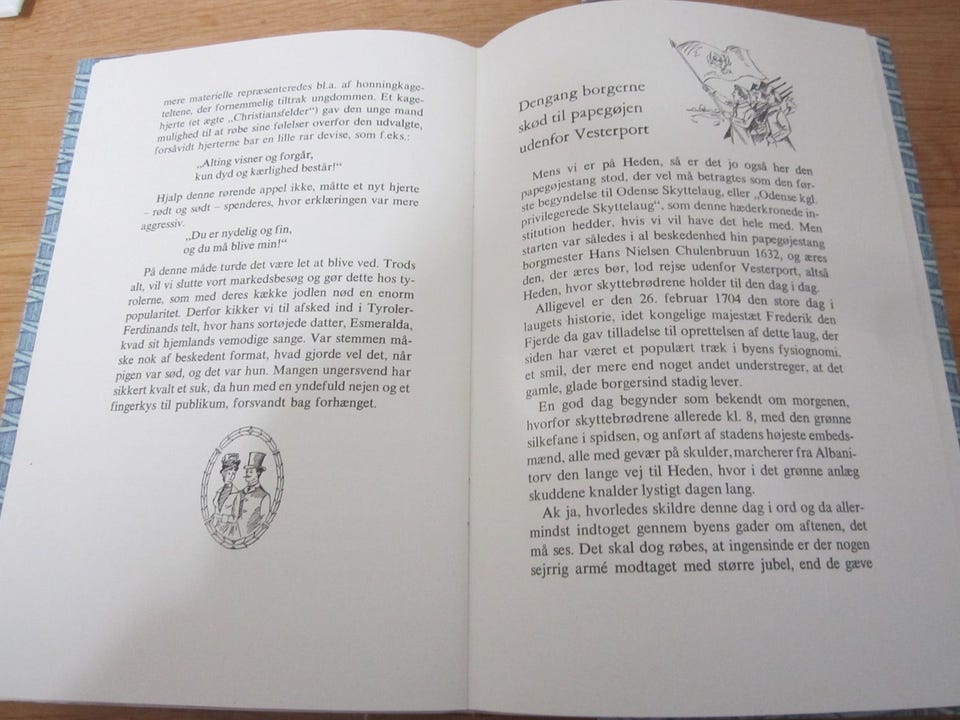 mere materielle repræsenteredes bl.a. af honningkage-
teltene, der fornemmelig tiltrak ungdommen. Et kage-
hjerte (et ægte „Christiansfelder“) gav den unge mand
mulighed til at røbe sine følelser overfor den udvalgte,
forsåvidt hjerterne bar en lille rar devise, som f.eks.:
„Alting visner og forgår,
kun dyd og kærlighed består!“
Hjalp denne rørende appel ikke, måtte et nyt hjerte
– rødt og sødt – spenderes, hvor erklæringen var mere
aggressiv.
„Du er nydelig og fin,
og du må blive min!“
På denne måde turde det være let at blive ved. Trods
alt, vil vi slutte vort markedsbesøg og gør dette hos ty-
rolerne, som med deres kække jodlen nød en enorm
popularitet. Derfor kikker vi til afsked ind i Tyroler-
Ferdinands telt, hvor hans sortøjede datter, Esmeralda,
kvad sit hjemlands vemodige sange. Var stemmen må-
ske nok af beskedent format, hvad gjorde vel det, når
pigen var sød, og det var hun. Mangen ungersvend har
sikkert kvalt et suk, da hun med en yndefuld nejen og et
fingerkys til publikum, forsvandt bag forhænget.
Dengang borgerne
skød til papegøjen
udenfor Vesterport
Mens vi er på Heden, så er det jo også her den
papegøjestang stod, der vel må betragtes som den før-
ste begyndelse til Odense Skyttelaug, eller „Odense kgl.
privilegerede Skyttelaug“, som denne hæderkronede in-
stitution hedder, hvis vi vil have det hele med. Men
starten var således i al beskedenhed hin papegøjestang
borgmester Hans Nielsen Chulenbruun 1632, og æres
den, der æres bør, lod rejse udenfor Vesterport, altså
Heden, hvor skyttebrødrene holder til den dag i dag.
Alligevel er den 26. februar 1704 den store dag i
laugets historie, idet kongelige majestæt Frederik den
Fjerde da gav tilladelse til oprettelsen af dette laug, der
siden har været et populært træk i byens fysiognomi,
et smil, der mere end noget andet understreger, at det
gamle, glade borgersind stadig lever.
En god dag begynder som bekendt om morgenen,
hvorfor skyttebrødrene allerede kl. 8, med den grønne
silkefane i spidsen, og anført af stadens højeste embeds-
mænd, alle med gevær på skulder, marcherer fra Albani-
torv den lange vej til Heden, hvor i det grønne anlæg
skuddene knalder lystigt dagen lang.
Ak ja, hvorledes skildre denne dag i ord og da aller-
mindst indtoget gennem byens gader om aftenen, det
må ses. Det skal dog røbes, at ingensinde er der nogen
sejrrig armé modtaget med større jubel, end de gæve